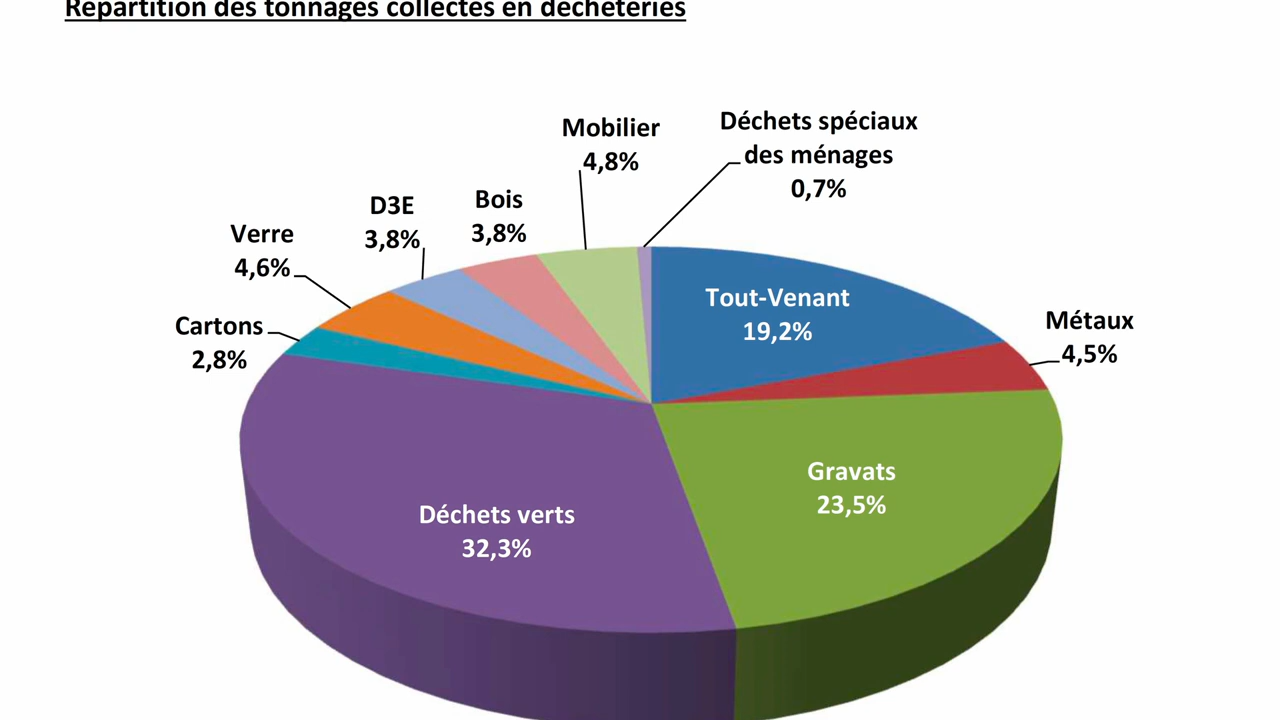 Répartition des tonnages collectés en déchèteries
Mobilier
4,8%
Déchets spéciaux
des ménages
0,7%
D3E
3,8%
Bois
3,8%
Verre
4,6%
Cartons
2,8%
Tout-Venant
19,2%
Métaux
4,5%
Gravats
23,5%
Déchets verts
32,3%